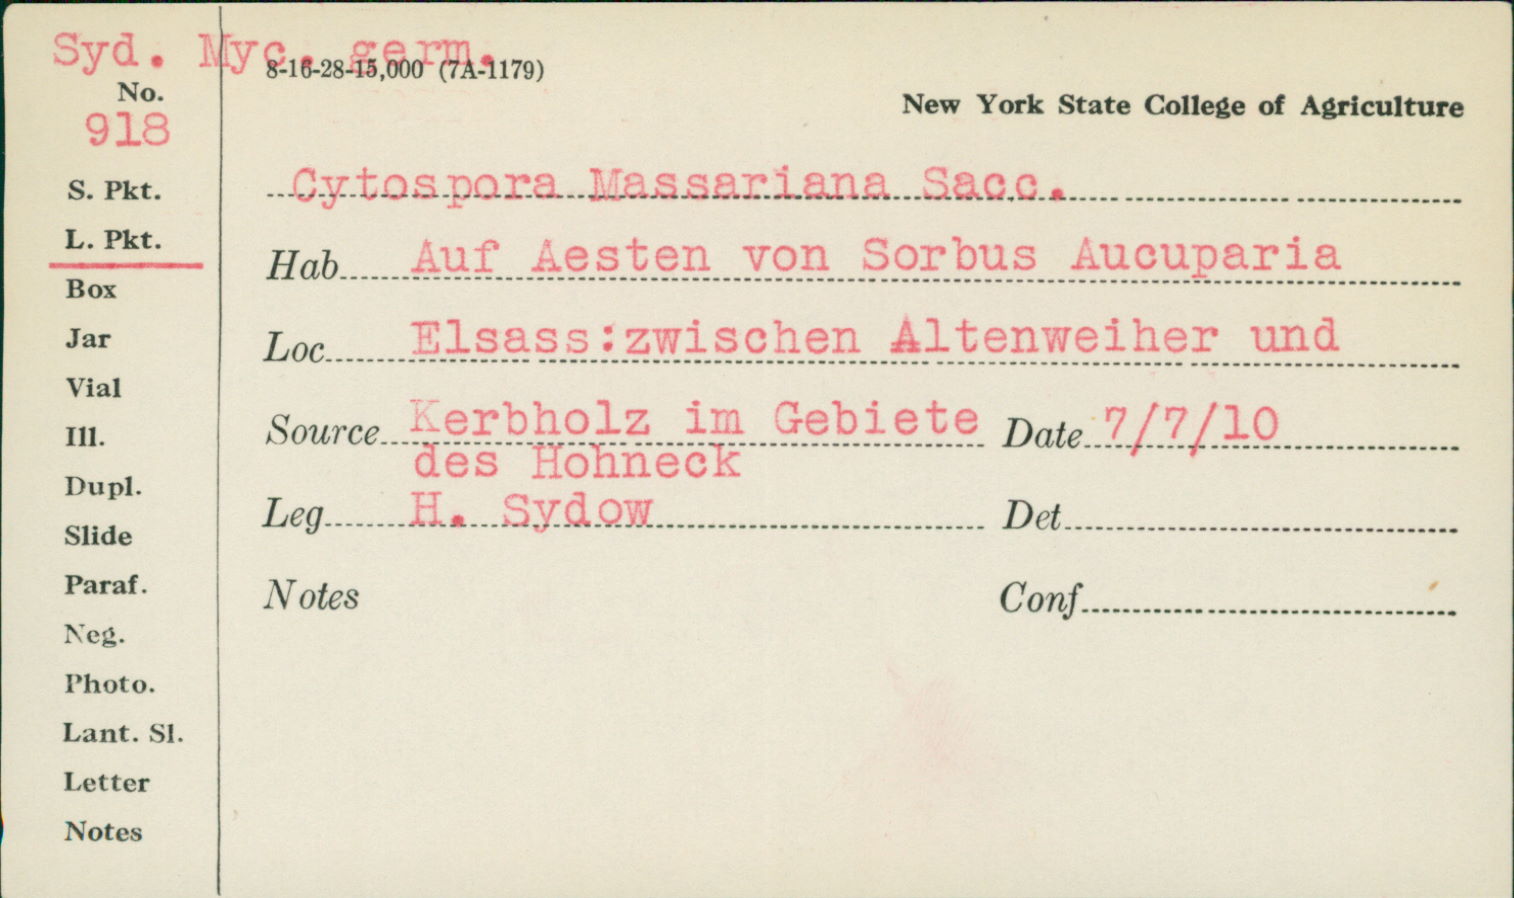 Syd. Myc. germ.
8-16-28-15,000 (7A-1179)
No.
918
New York State College of Agriculture
S. Pkt.
Cytospora Massariana Sacc.
L. Pkt.
Hab Auf Aesten von Sorbus Aucuparia
Box
Jar
Loc Elsass:zwischen Altenweiher und
Vial
Ill.
Source Kerbholz im Gebiete Date 7/7/10
des Hohneck
Dupl.
Leg H. Sydow Det
Slide
Paraf.
Notes Conf
Neg.
Photo.
Lant. Sl.
Letter
Notes